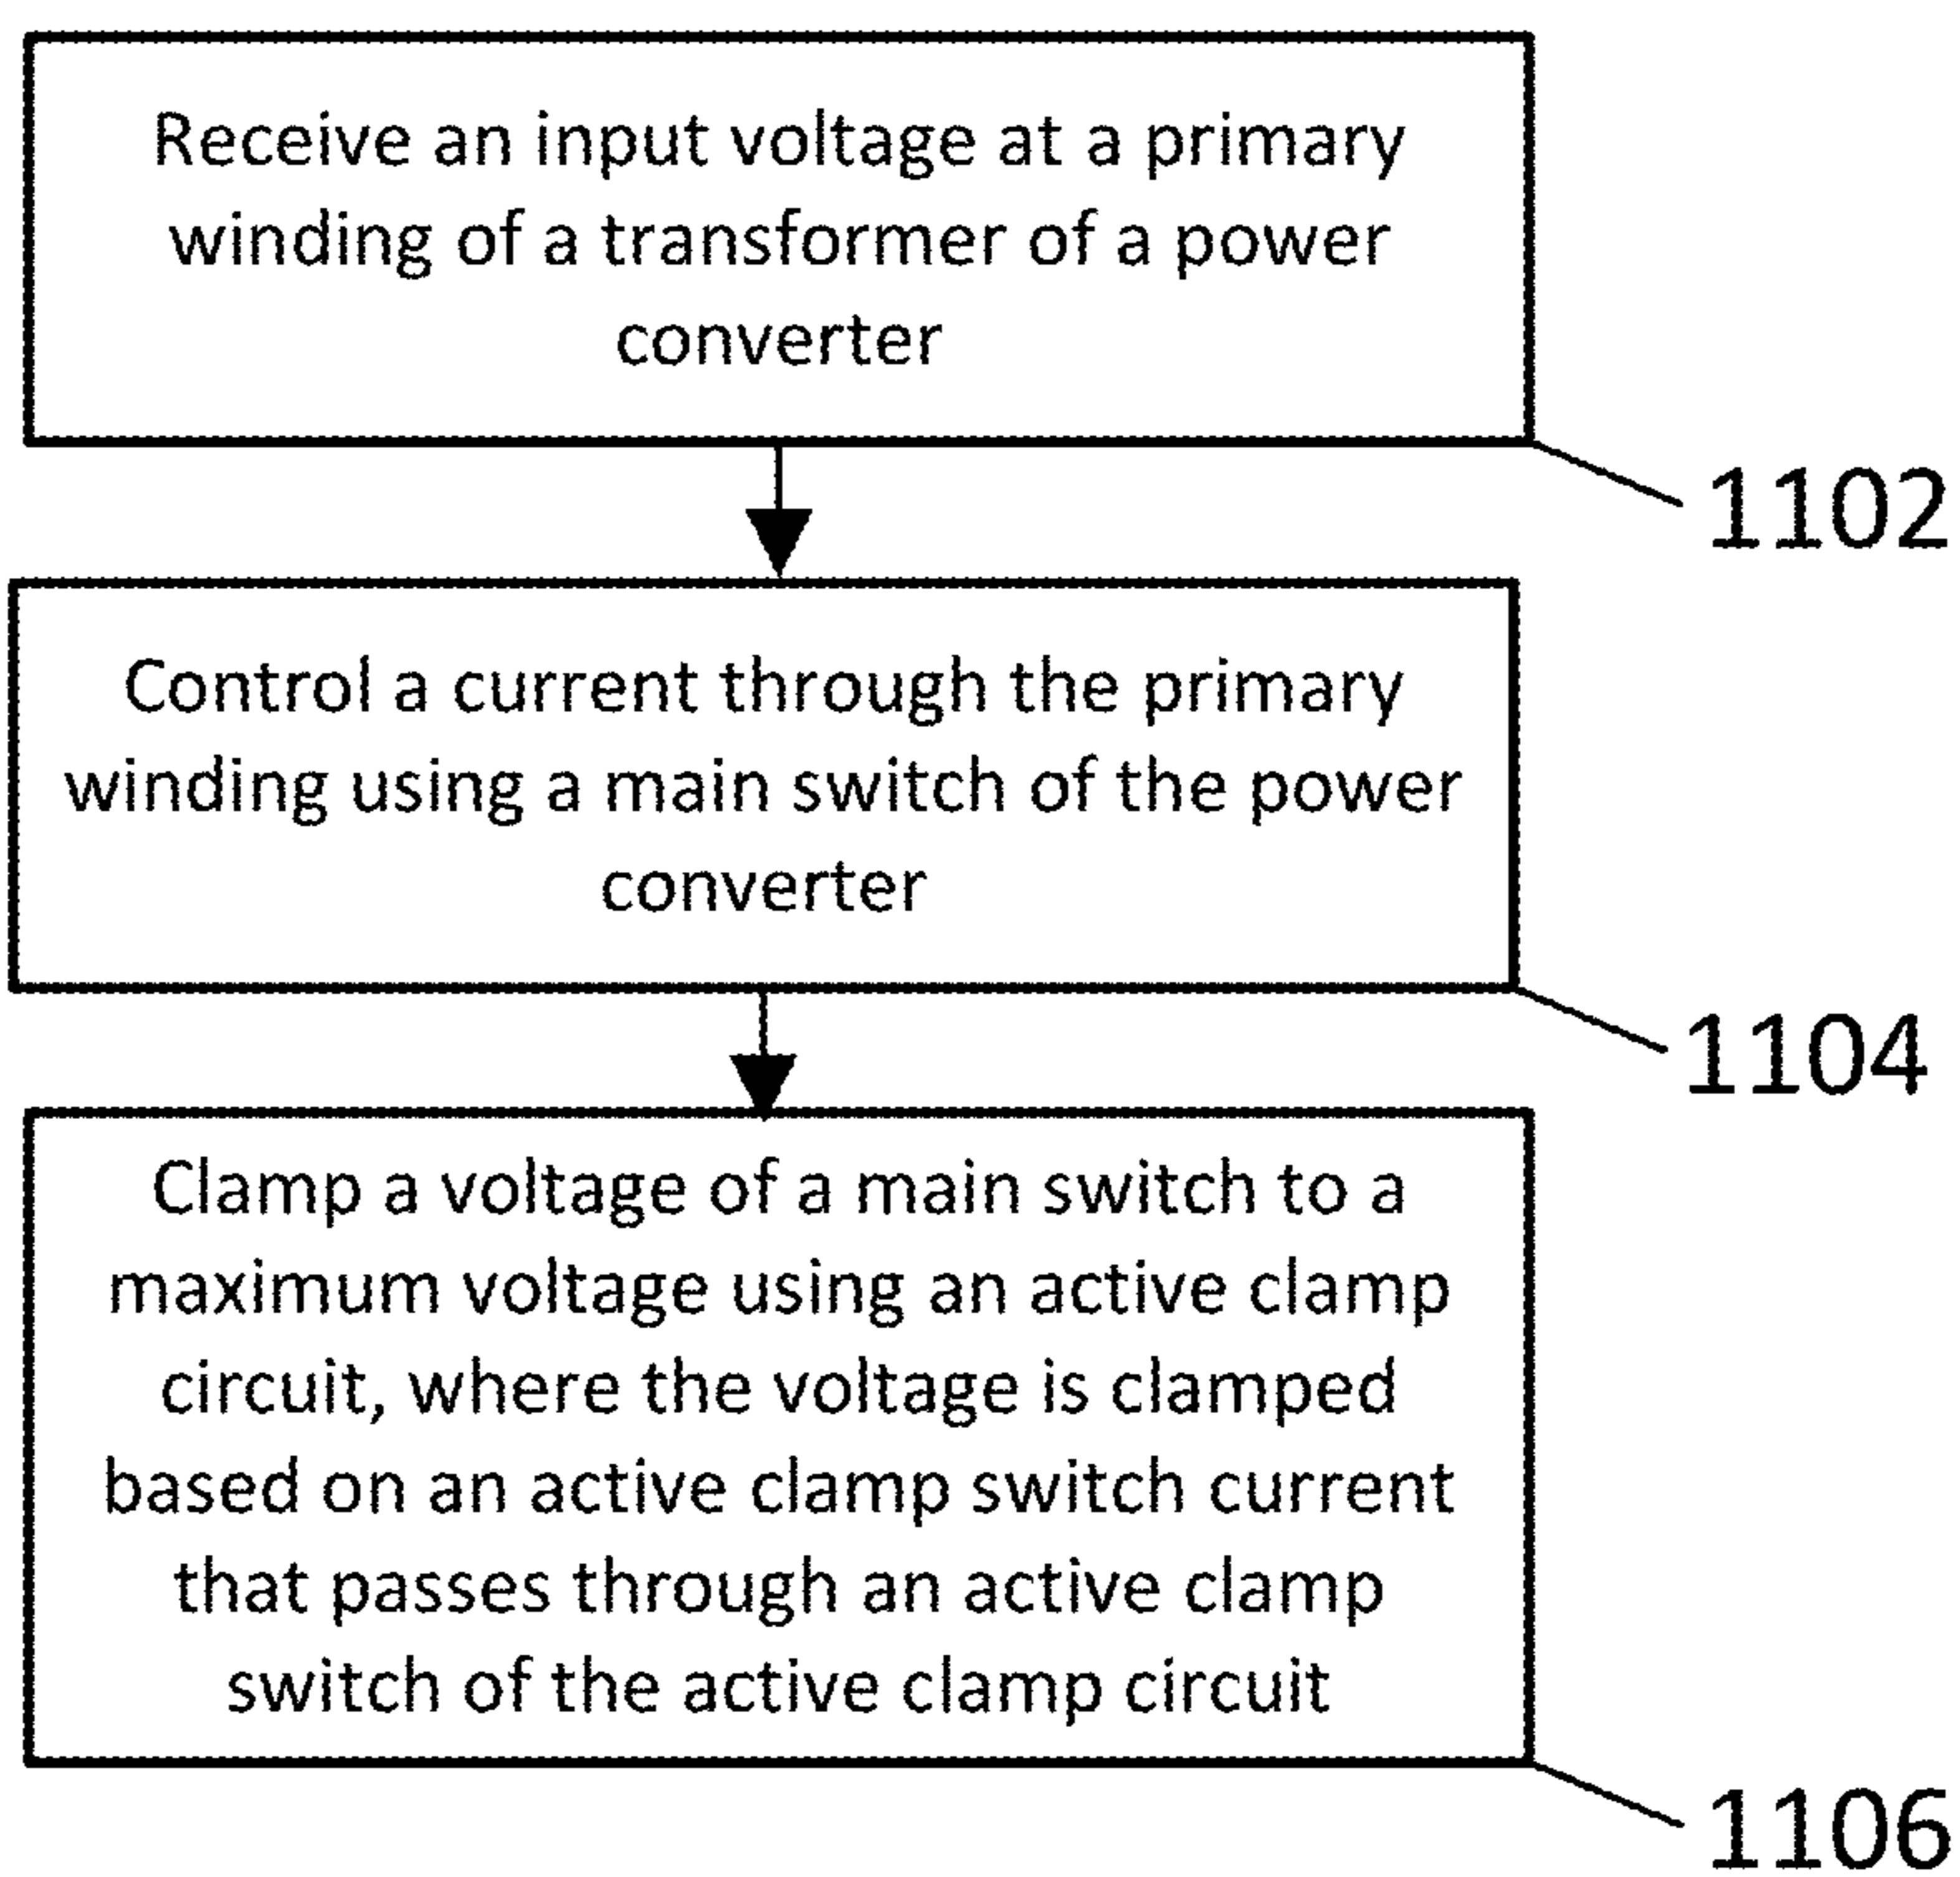 Receive an input voltage at a primary
winding of a transformer of a power
converter
1102
Control a current through the primary
winding using a main switch of the power
converter
1104
Clamp a voltage of a main switch to a
maximum voltage using an active clamp
circuit, where the voltage is clamped
based on an active clamp switch current
that passes through an active clamp
switch of the active clamp circuit
1106